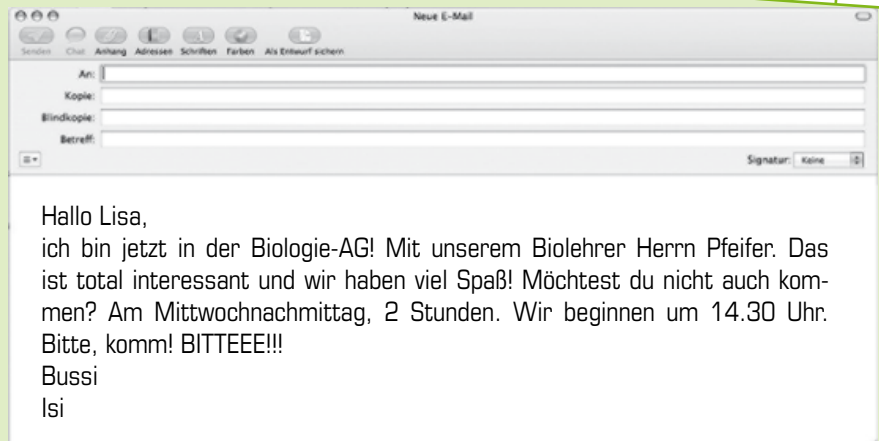 Neue E-Mail
Senden Chat Anhang Adressen Schriften Farben Als Entwurf sichern
An:
Kopie:
Blindkopie:
Betreff:
Signatur: Keine
Hallo Lisa,
ich bin jetzt in der Biologie-AG! Mit unserem Biolehrer Herrn Pfeifer. Das
ist total interessant und wir haben viel Spaß! Möchtest du nicht auch kom-
men? Am Mittwochnachmittag, 2 Stunden. Wir beginnen um 14.30 Uhr.
Bitte, komm! BITTEEE!!!
Bussi
Isi